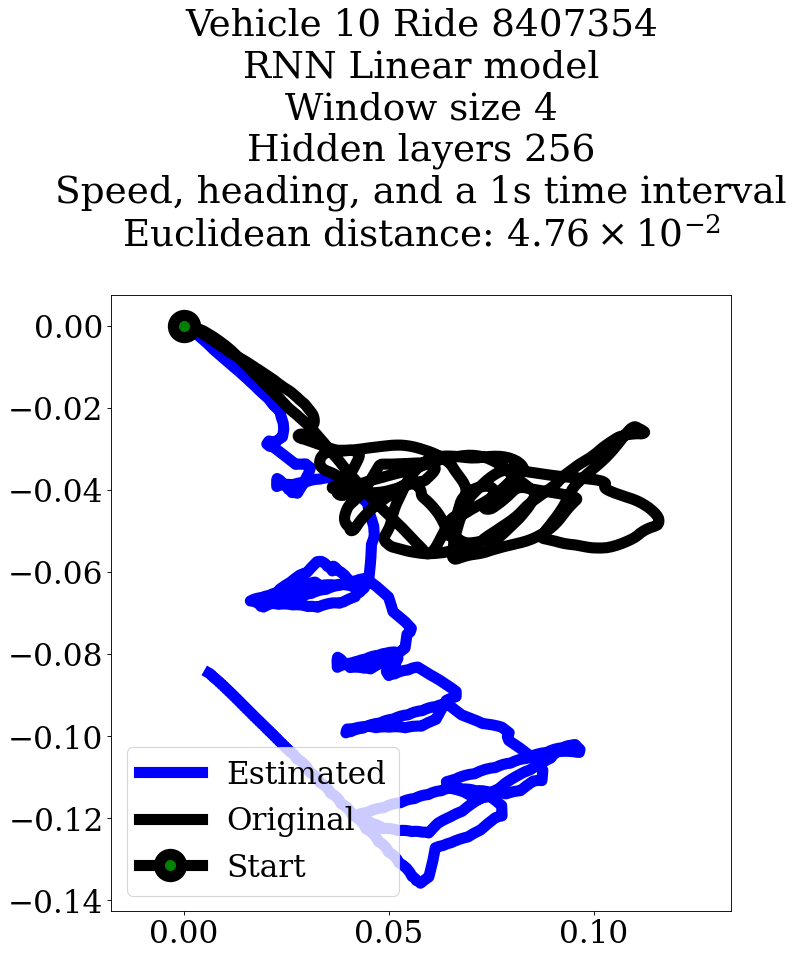 Vehicle 10 Ride 8407354
RNN Linear model
Window size 4
Hidden layers 256
Speed, heading, and a 1s time interval
Euclidean distance: 4.76 × 10⁻²
0.00
−0.02
−0.04
−0.06
−0.08
−0.10
−0.12
−0.14
Estimated
Original
Start
0.00 0.05 0.10